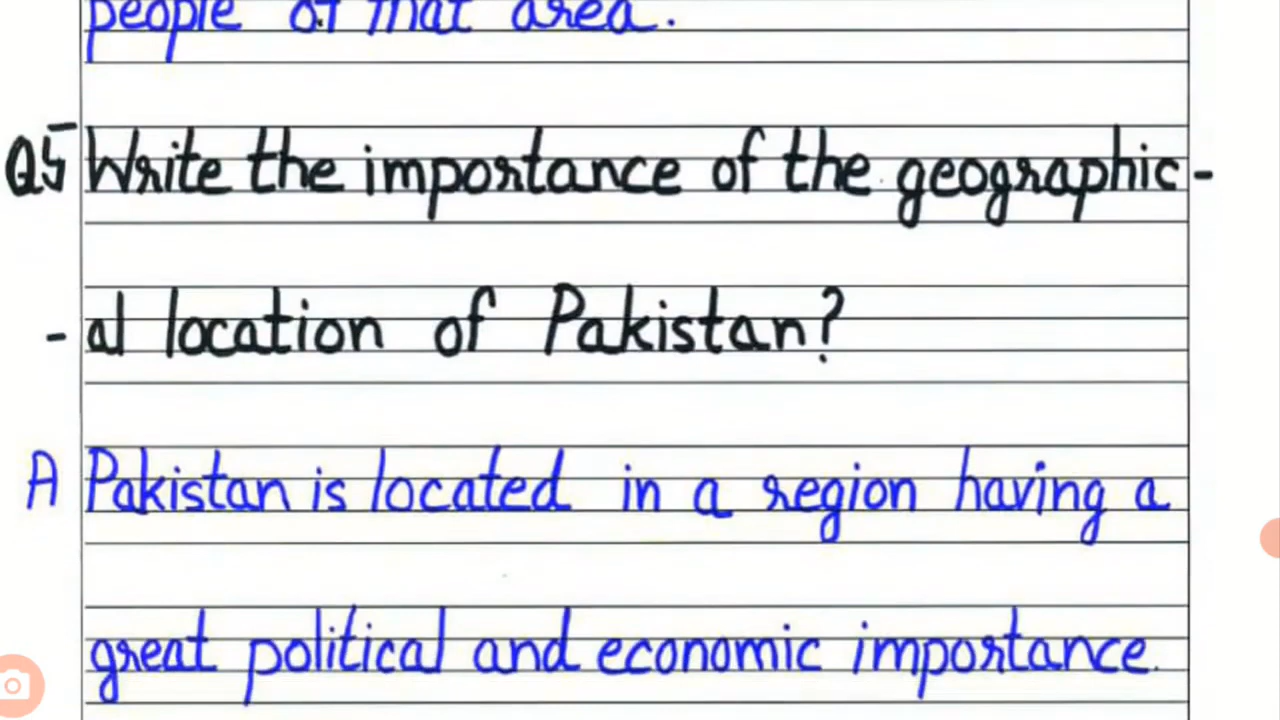 people of that area.
Q5 Write the importance of the geographic-
- al location of Pakistan?
A Pakistan is located in a region having a
great political and economic importance.